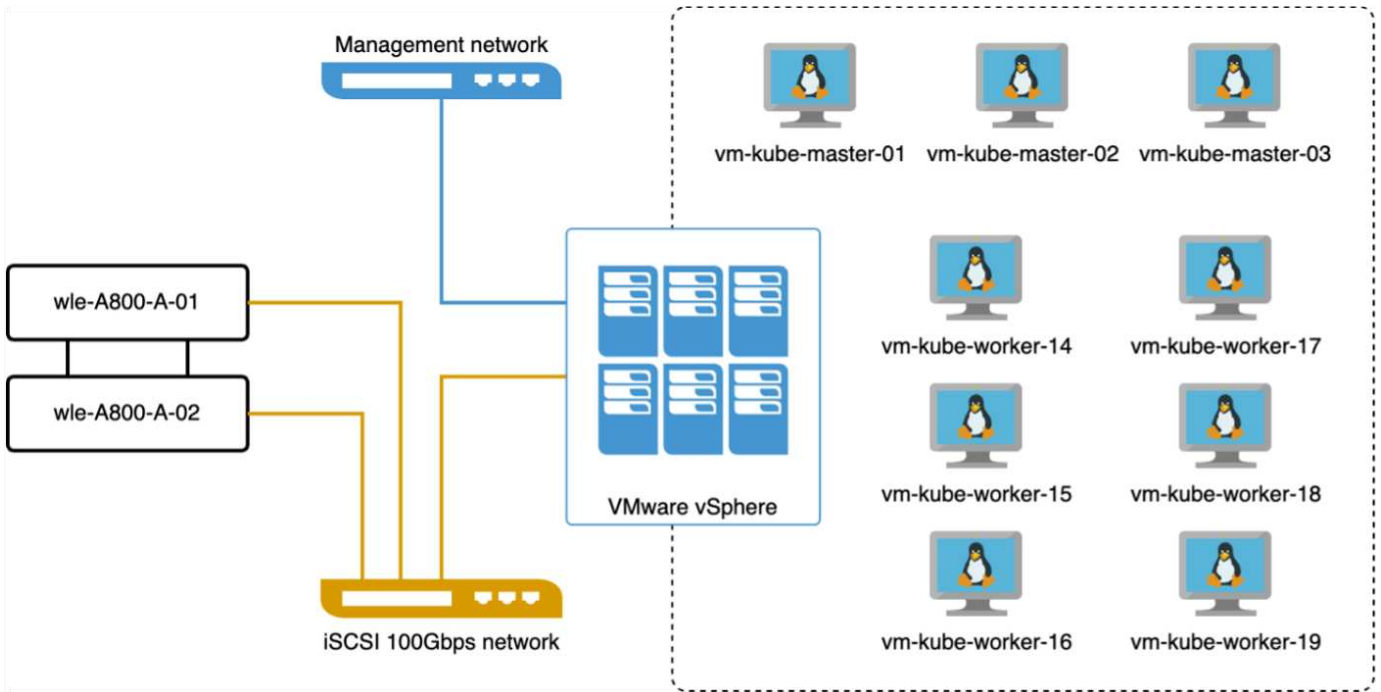 Management network
vm-kube-master-01
vm-kube-master-02
vm-kube-master-03
wle-A800-A-01
wle-A800-A-02
VMware vSphere
iSCSI 100Gbps network
vm-kube-worker-14
vm-kube-worker-17
vm-kube-worker-15
vm-kube-worker-18
vm-kube-worker-16
vm-kube-worker-19